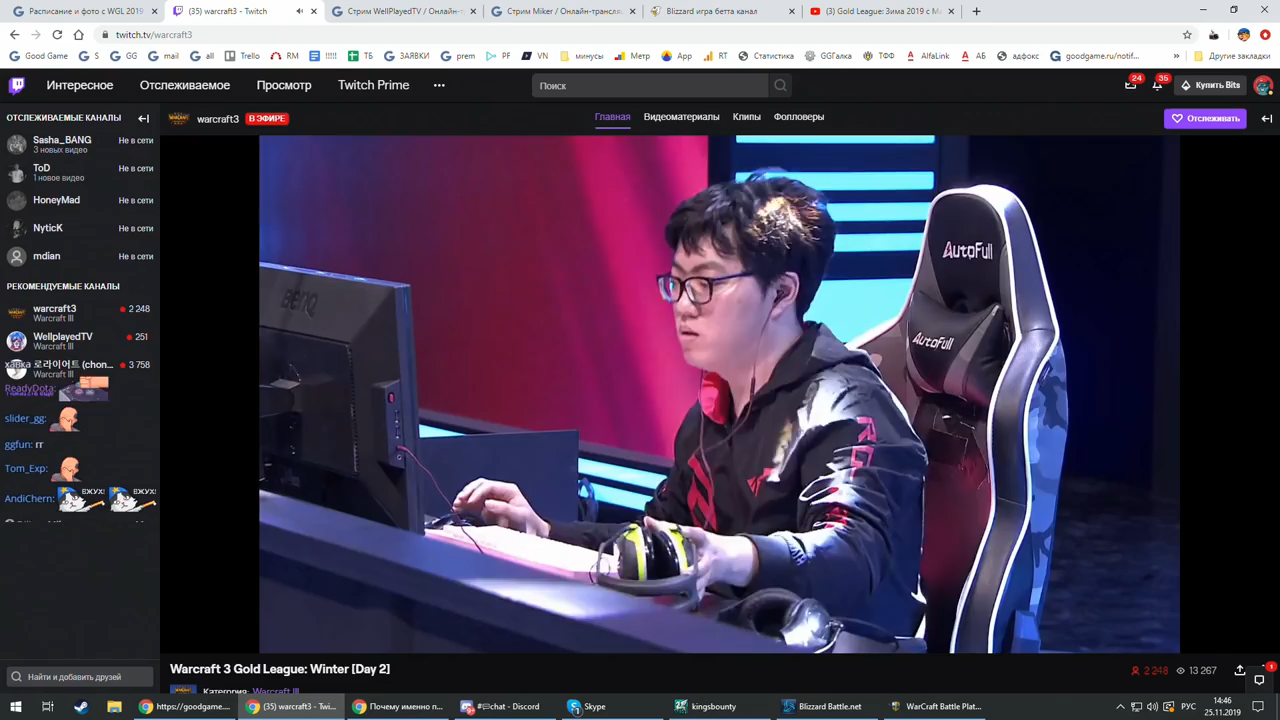 Расписание и фото с WGL 2019
(35) warcraft3 - Twitch
Стрим WellPlayedTV / Онлайн-т
Стрим Miker / Онлайн-трансля
Blizzard игра бетта канал
(3) Gold League: Зима 2019 с M
twitch.tv/warcraft3
Good Game
S
GG
mail
all
Trello
RM
!!!!
ТБ
ЗАЯВКИ
prem
PF
VN
минусы
Метр
App
RT
Статистика
GGГалка
ТФФ
AlfaLink
АБ
адфокс
goodgame.ru/notif...
»
Другие закладки
Интересное
Отслеживаемое
Просмотр
Twitch Prime
Поиск
24
35
Купить Bits
ОТСЛЕЖИВАЕМЫЕ КАНАЛЫ
warcraft3
В ЭФИРЕ
Главная
Видеоматериалы
Клипы
Фолловеры
Отслеживать
Sasha_BANG
Не в сети
3 новых видео
ToD
Не в сети
1 новое видео
HoneyMad
Не в сети
NyticK
Не в сети
mdian
Не в сети
КОМЕНДУЕМЫЕ КАНАЛЫ
warcraft3
2 248
Warcraft III
WellplayedTV
251
Warcraft III
로라이어트 (chon...
3 758
Warcraft III
ReadyDota:
slider_gg:
ggfun: rr
Tom_Exp:
AndiChern:
ВЖУХ!
ВЖУХ!
BenQ
AutoFull
AutoFull
Найти и добавить друзей
Warcraft 3 Gold League: Winter [Day 2]
2 248
13 267
1
Категория: Warcraft III
https://goodgame....
(35) warcraft3 - Twi...
Почему именно п...
chat - Discord
Skype
kingsbounty
Blizzard Battle.net
WarCraft Battle Plat...
РУС
14:46
25.11.2019